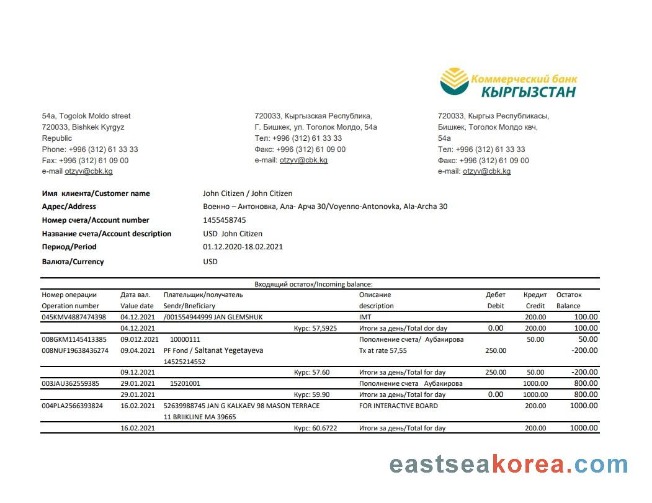 Коммерческий банк
КЫРГЫЗСТАН
54a, Togolok Moldo street
720033, Bishkek Kyrgyz
Republic
Phone: +996 (312) 61 33 33
Fax: +996 (312) 61 09 00
e-mail otzyv@cbk.kg
720033, Кыргызская Республика,
Г. Бишкек, ул. Тоголок Молдо, 54а
Тел: +996 (312) 61 33 33
Факс: +996 (312) 61 09 00
e-mail: otzyv@cbk.kg
720033, Кыргыз Республикасы,
Бишкек, Тоголок Молдо квч,
54а
Тел: +996 (312) 61 33 33
Факс: +996 (312) 61 09 00
e-mail: otzyv@cbk.kg
Имя клиента/Customer name John Citizen / John Citizen
Адрес/Address Военно – Антоновка, Ала- Арча 30/Voyenno-Antonovka, Ala-Archa 30
Номер счета/Account number 1455458745
Название счета/Account description USD John Citizen
Период/Period 01.12.2020-18.02.2021
Валюта/Currency USD
Входящий остаток/Incoming balance:
Номер операции Дата вал. Плательщик/получатель Описание Дебет Кредит Остаток
Operation number Value date Sendr/Bneficiary description Debit Credit Balance
045KMV4887474398 04.12.2021 /001554944999 JAN GLEMSHUK IMT 200.00 100.00
04.12.2021 Курс: 57,5925 Итоги за день/Total dor day 0.00 200.00 100.00
008GKM1145413385 09.012.2021 10000111 Пополнение счета/ Аубакирова 50.00 50.00
008NUF19638436274 09.04.2021 PF Fond / Saltanat Yegetayeva Tx at rate 57,55 250.00 -200.00
14525214552
09.12.2021 Курс: 57.60 Итоги за день/Total for day 250.00 50.00 -200.00
003JAU362559385 29.01.2021 15201001 Пополнение счета Аубакирова 1000.00 800.00
29.01.2021 Курс: 59.90 Итоги за день/Total for day 0.00 1000.00 800.00
004PLA2566393824 16.02.2021 52639988745 JAN G KALKAEV 98 MASON TERRACE FOR INTERACTIVE BOARD 200.00 1000.00
11 BRIIKLINE MA 39665
16.02.2021 Курс: 60.6722 Итоги за день/Total for day 200.00 1000.00
eastseakorea.com